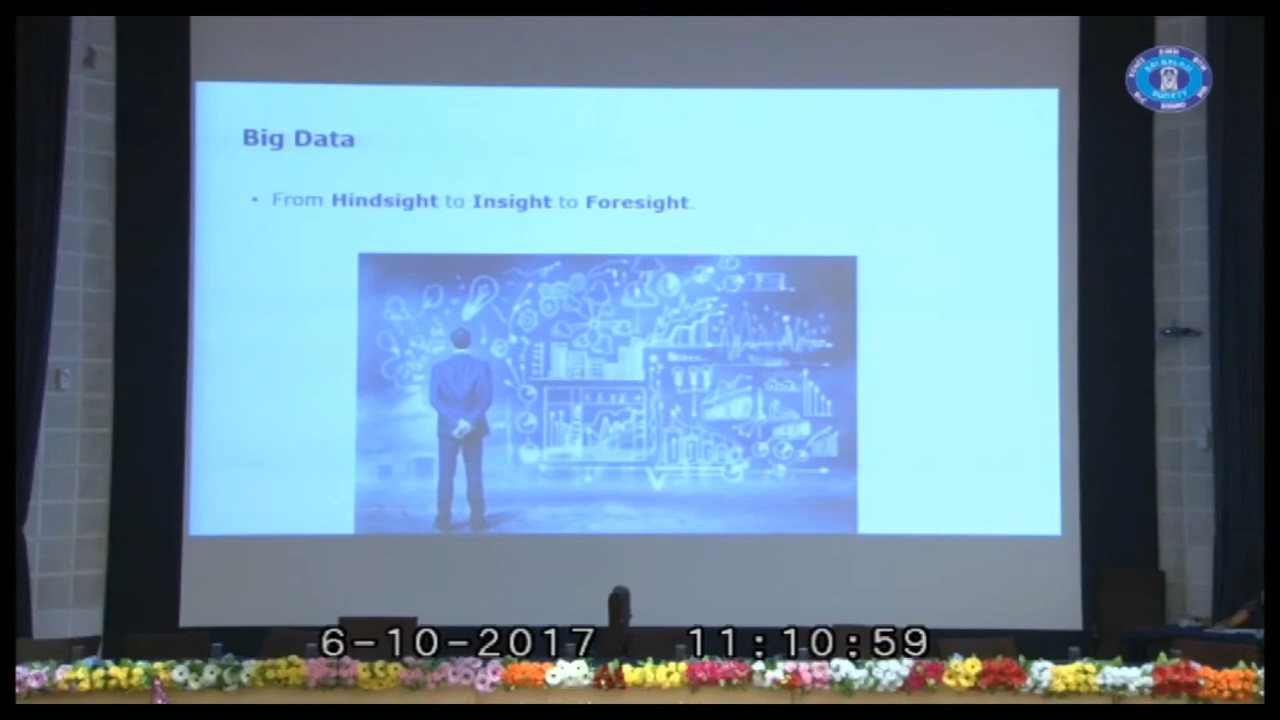 Big Data
• From Hindsight to Insight to Foresight.
6-10-2017 11:10:59